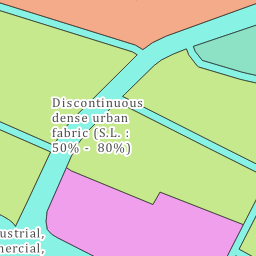 Discontinuous
dense urban
fabric (S.L. :
50% - 80%)
ustrial,
mercial,